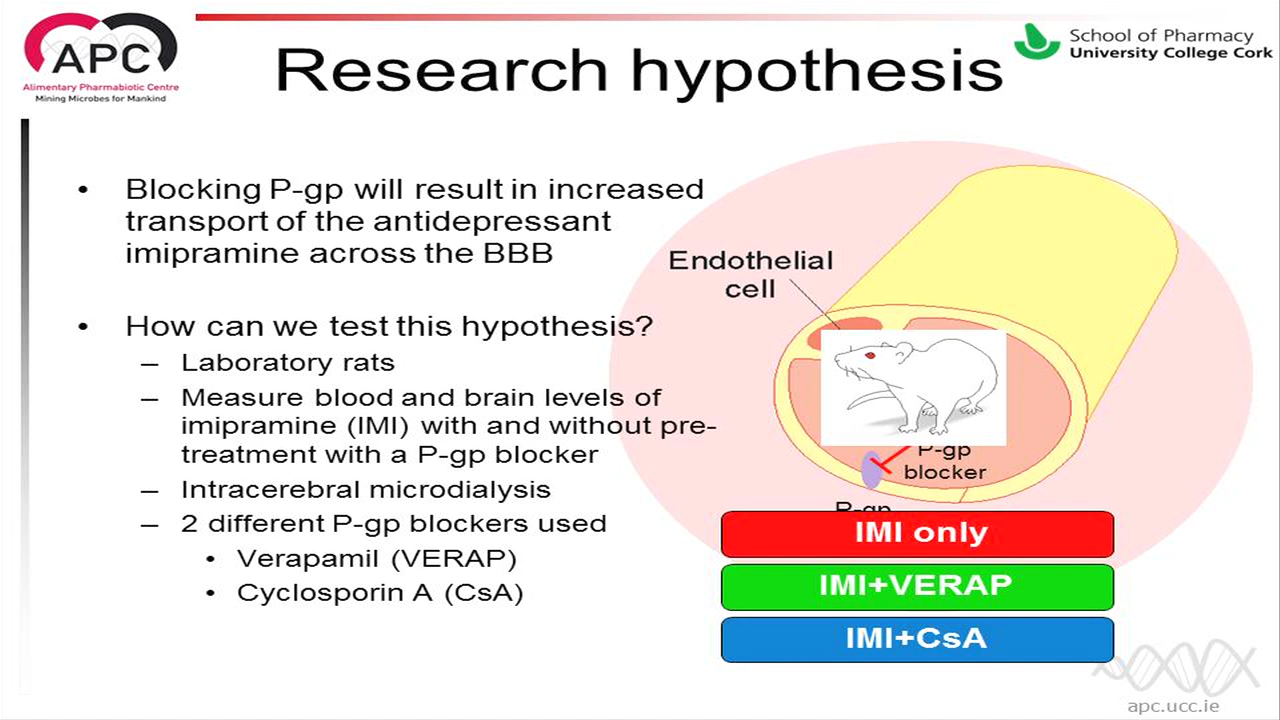 APC
Alimentary Pharmabiotic Centre
Mining Microbes for Mankind
School of Pharmacy
University College Cork
Research hypothesis
• Blocking P-gp will result in increased
transport of the antidepressant
imipramine across the BBB
• How can we test this hypothesis?
– Laboratory rats
– Measure blood and brain levels of
imipramine (IMI) with and without pre-
treatment with a P-gp blocker
– Intracerebral microdialysis
– 2 different P-gp blockers used
• Verapamil (VERAP)
• Cyclosporin A (CsA)
Endothelial
cell
P-gp
blocker
P-gp
IMI only
IMI+VERAP
IMI+CsA
apc.ucc.ie